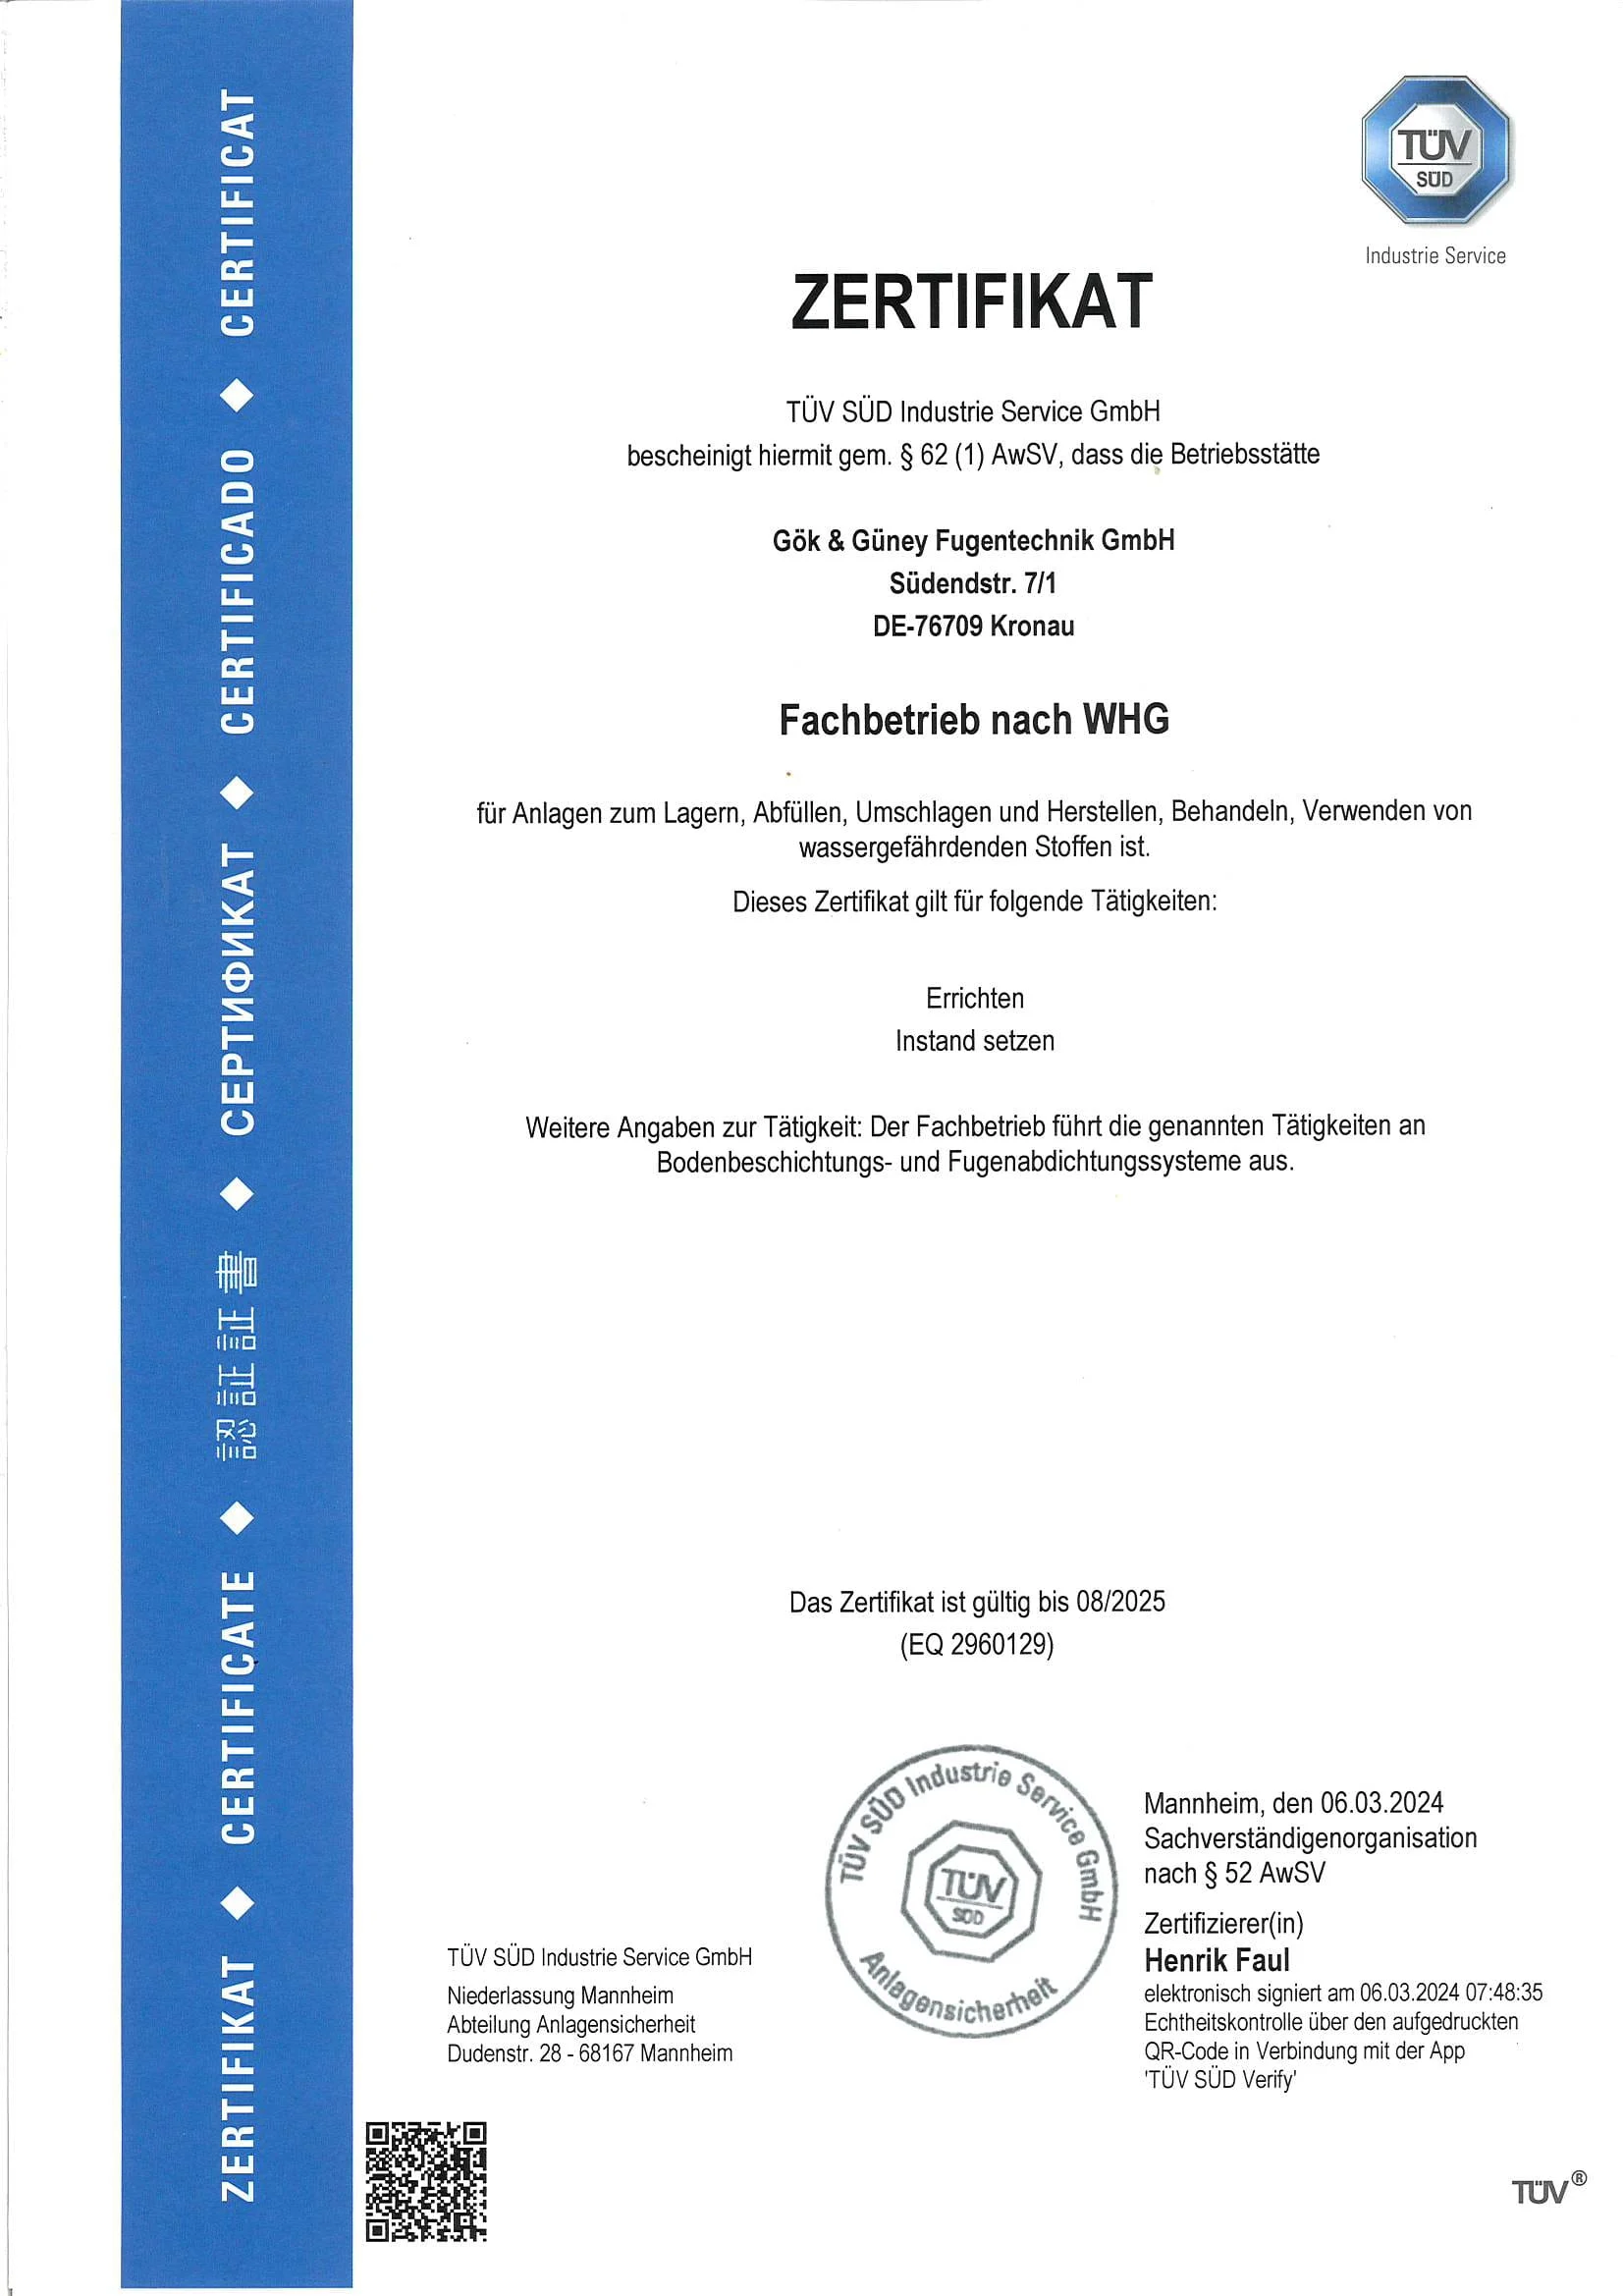 TÜV
SÜD
Industrie Service
ZERTIFIKAT
TÜV SÜD Industrie Service GmbH
bescheinigt hiermit gem. § 62 (1) AwSV, dass die Betriebsstätte
Gök & Güney Fugentechnik GmbH
Südendstr. 7/1
DE-76709 Kronau
Fachbetrieb nach WHG
für Anlagen zum Lagern, Abfüllen, Umschlagen und Herstellen, Behandeln, Verwenden von
wassergefährdenden Stoffen ist.
Dieses Zertifikat gilt für folgende Tätigkeiten:
Errichten
Instand setzen
Weitere Angaben zur Tätigkeit: Der Fachbetrieb führt die genannten Tätigkeiten an
Bodenbeschichtungs- und Fugenabdichtungssysteme aus.
Das Zertifikat ist gültig bis 08/2025
(EQ 2960129)
TÜV SÜD Industrie Service GmbH
TÜV
SÜD
Anlagensicherheit
Mannheim, den 06.03.2024
Sachverständigenorganisation
nach § 52 AwSV
Zertifizierer(in)
Henrik Faul
elektronisch signiert am 06.03.2024 07:48:35
Echtheitskontrolle über den aufgedruckten
QR-Code in Verbindung mit der App
'TÜV SÜD Verify'
TÜV SÜD Industrie Service GmbH
Niederlassung Mannheim
Abteilung Anlagensicherheit
Dudenstr. 28 - 68167 Mannheim
TÜV®
ZERTIFIKAT ◆ CERTIFICATE ◆ 認証証書 ◆ СЕРТИФИКАТ ◆ CERTIFICADO ◆ CERTIFICAT